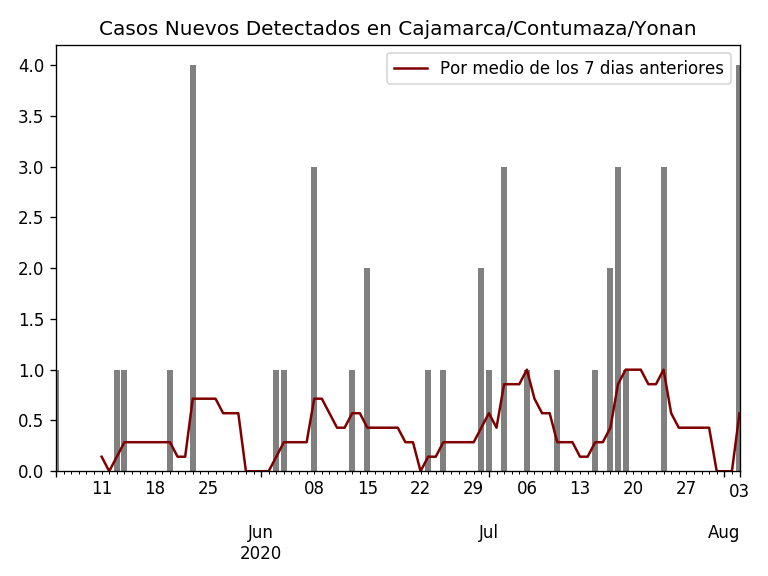 Casos Nuevos Detectados en Cajamarca/Contumaza/Yonan
Por medio de los 7 dias anteriores
4.0
3.5
3.0
2.5
2.0
1.5
1.0
0.5
0.0
11 18 25 08 15 22 29 06 13 20 27 03
Jun Jul Aug
2020